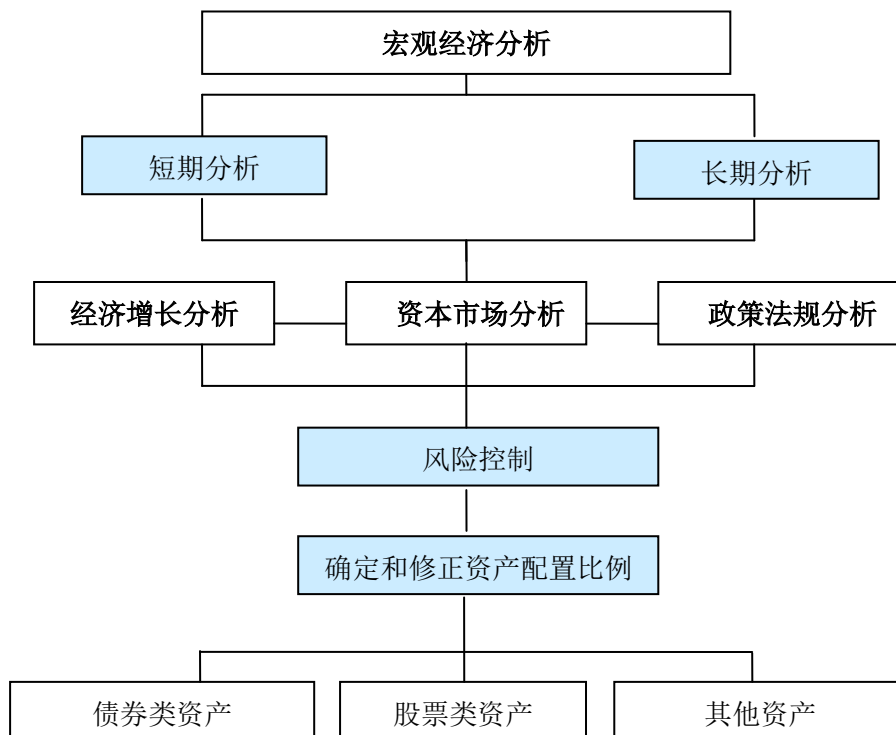 宏观经济分析
短期分析
长期分析
经济增长分析
资本市场分析
政策法规分析
风险控制
确定和修正资产配置比例
债券类资产
股票类资产
其他资产